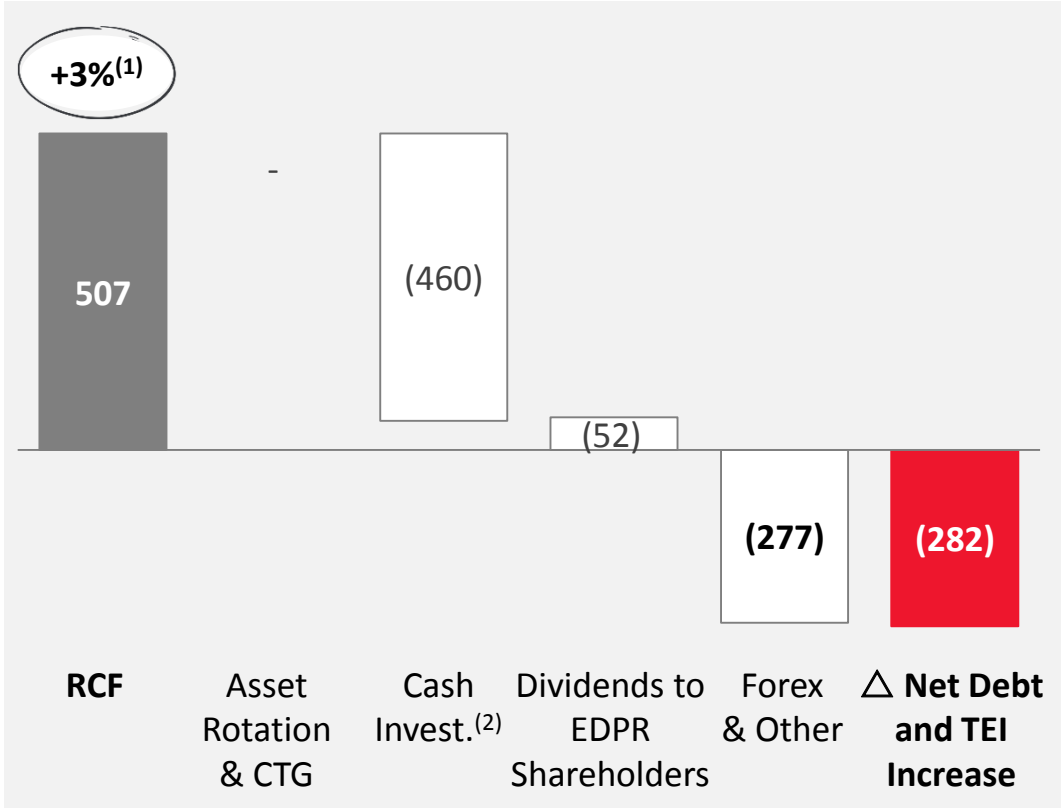 +3%(1)
-
507
(460)
(52)
(277)
(282)
RCF
Asset
Rotation
& CTG
Cash
Invest.(2)
Dividends to
EDPR
Shareholders
Forex
& Other
△ Net Debt
and TEI
Increase